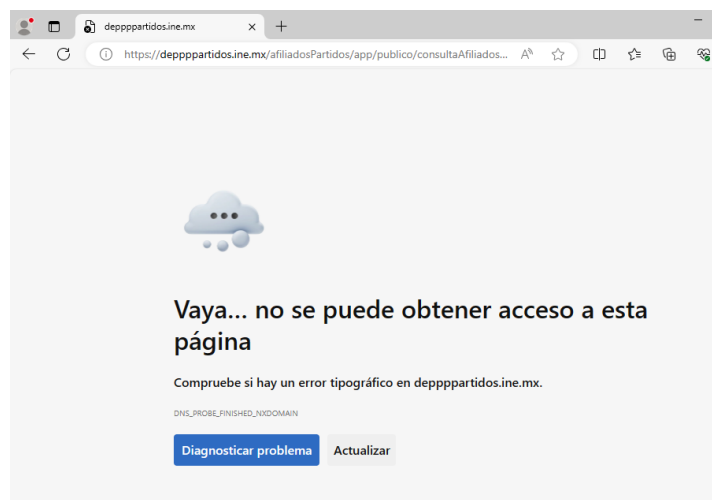 deppppartidos.ine.mx
https://deppppartidos.ine.mx/afiliadosPartidos/app/publico/consultaAfiliados...
Vaya... no se puede obtener acceso a esta
página
Compruebe si hay un error tipográfico en deppppartidos.ine.mx.
DNS_PROBE_FINISHED_NXDOMAIN
Diagnosticar problema Actualizar